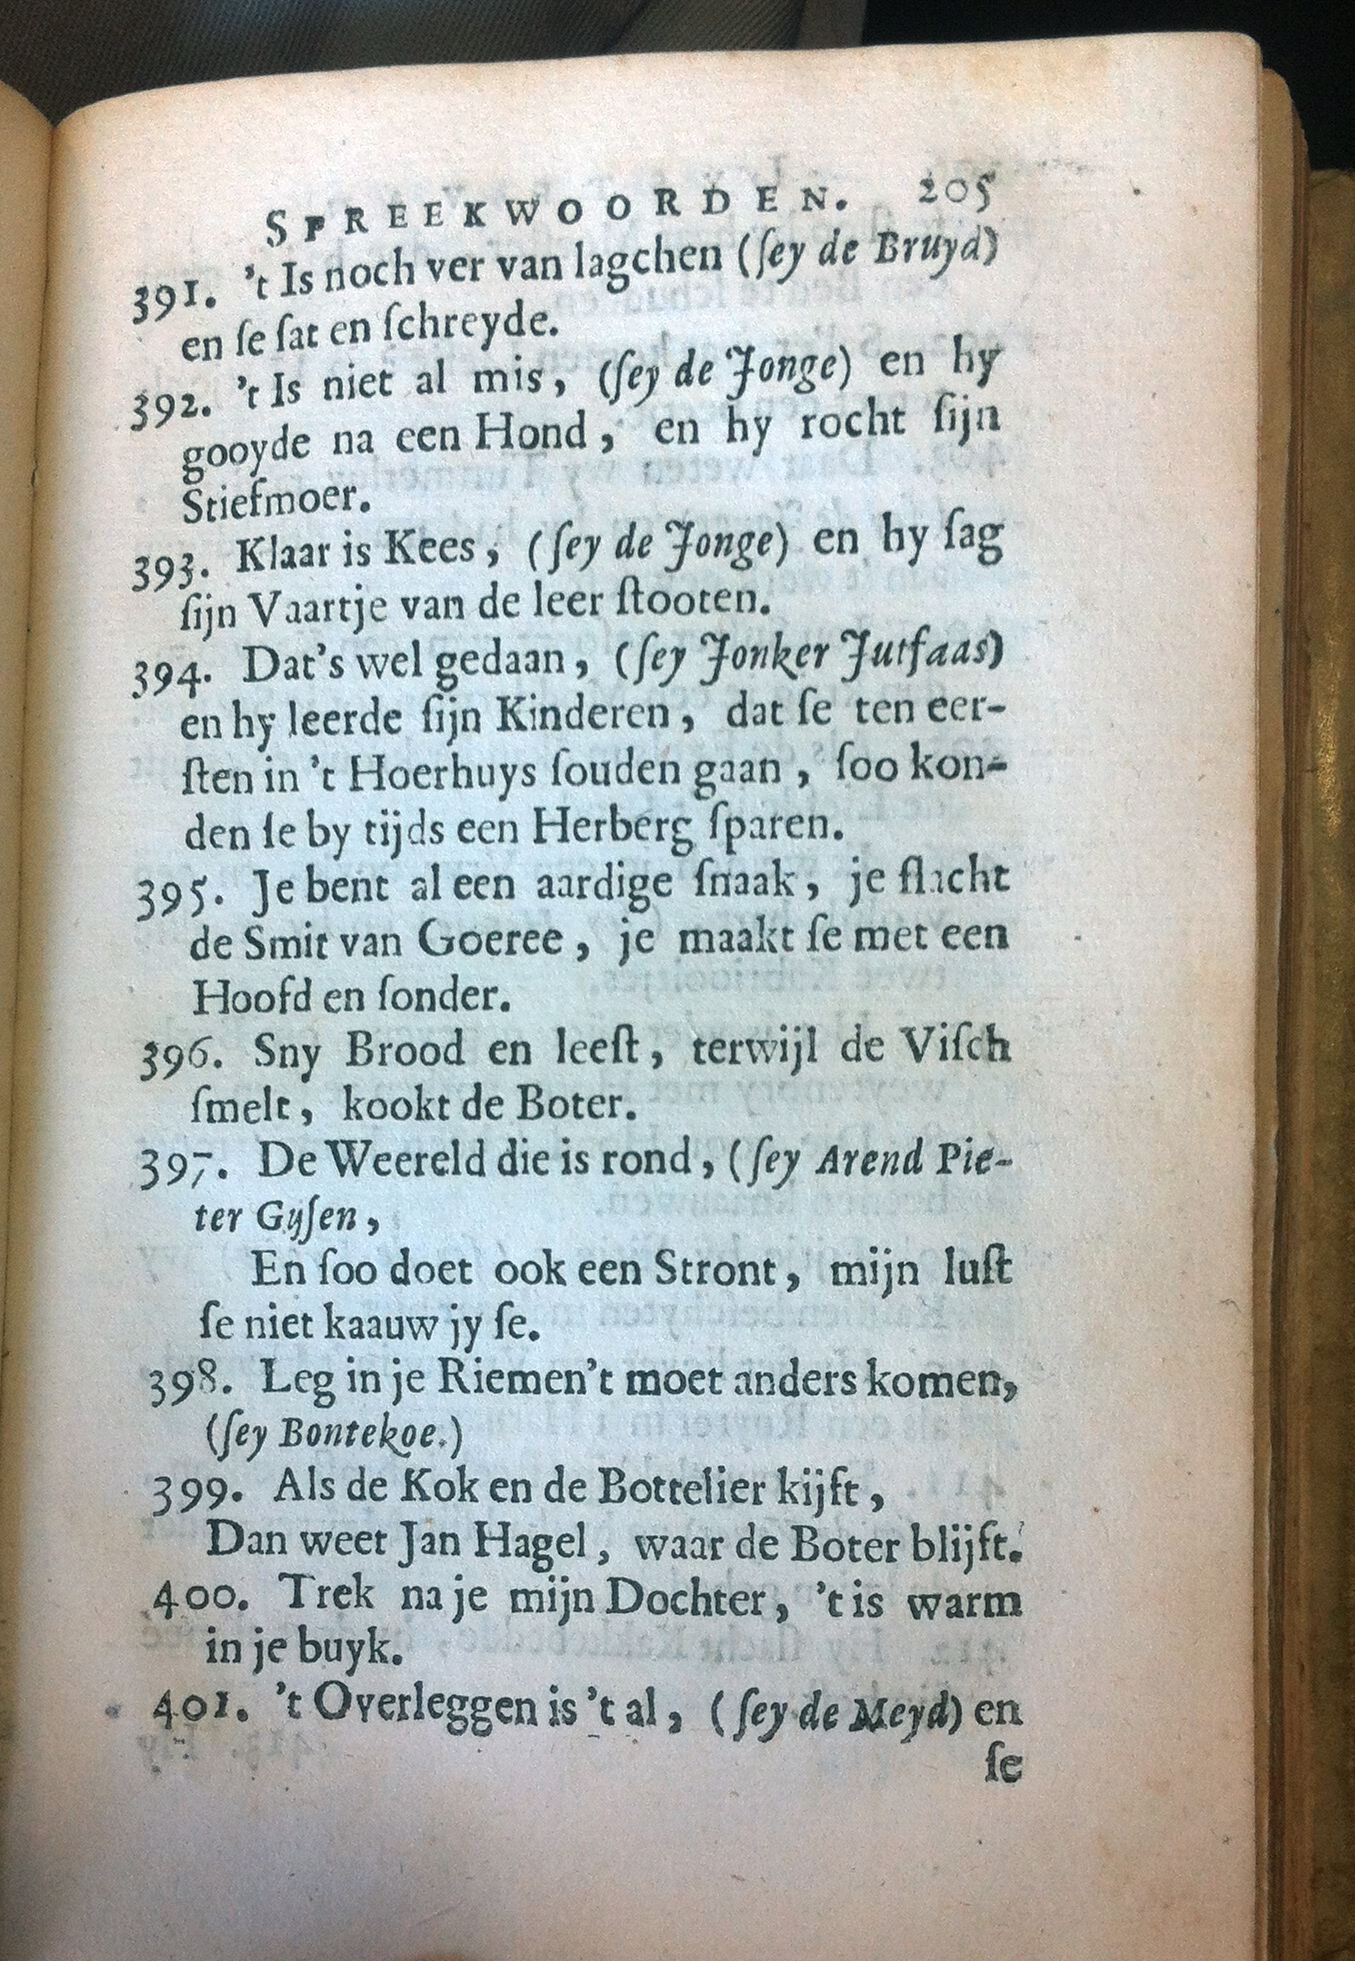 SPREEKWOORDEN. 205
391. 't Is noch ver van lagchen (ſey de Bruyd)
en ſe ſat en ſchreyde.
392. 't Is niet al mis, (ſey de Jonge) en hy
gooyde na een Hond, en hy rocht ſijn
Stiefmoer.
393. Klaar is Kees, (ſey de Jonge) en hy ſag
ſijn Vaartje van de leer ſtooten.
394. Dat's wel gedaan, (ſey Jonker Jutfaas)
en hy leerde ſijn Kinderen, dat ſe ten eer-
ſten in 't Hoerhuys ſouden gaan, ſoo kon-
den ſe by tijds een Herberg ſparen.
395. Je bent al een aardige ſnaak, je ſlacht
de Smit van Goeree, je maakt ſe met een
Hoofd en ſonder.
396. Sny Brood en leeſt, terwijl de Viſch
ſmelt, kookt de Boter.
397. De Weereld die is rond, (ſey Arend Pie-
ter Gijſen,
En ſoo doet ook een Stront, mijn luſt
ſe niet kaauw jy ſe.
398. Leg in je Riemen 't moet anders komen,
(ſey Bontekoe.)
399. Als de Kok en de Bottelier kijft,
Dan weet Jan Hagel, waar de Boter blijft.
400. Trek na je mijn Dochter, 't is warm
in je buyk.
401. 't Overleggen is 't al, (ſey de Meyd) en
ſe